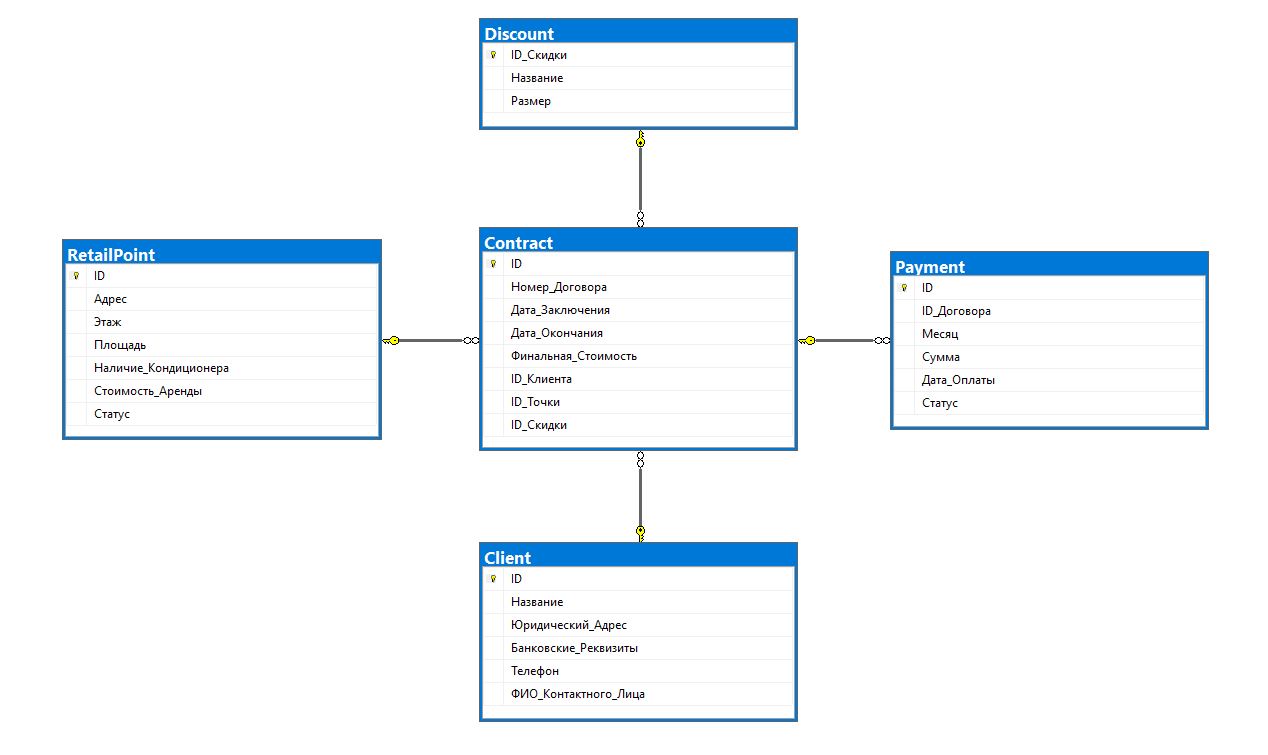 Discount
ID_Скидки
Название
Размер
RetailPoint
ID
Адрес
Этаж
Площадь
Наличие_Кондиционера
Стоимость_Аренды
Статус
Contract
ID
Номер_Договора
Дата_Заключения
Дата_Окончания
Финальная_Стоимость
ID_Клиента
ID_Точки
ID_Скидки
Payment
ID
ID_Договора
Месяц
Сумма
Дата_Оплаты
Статус
Client
ID
Название
Юридический_Адрес
Банковские_Реквизиты
Телефон
ФИО_Контактного_Лица